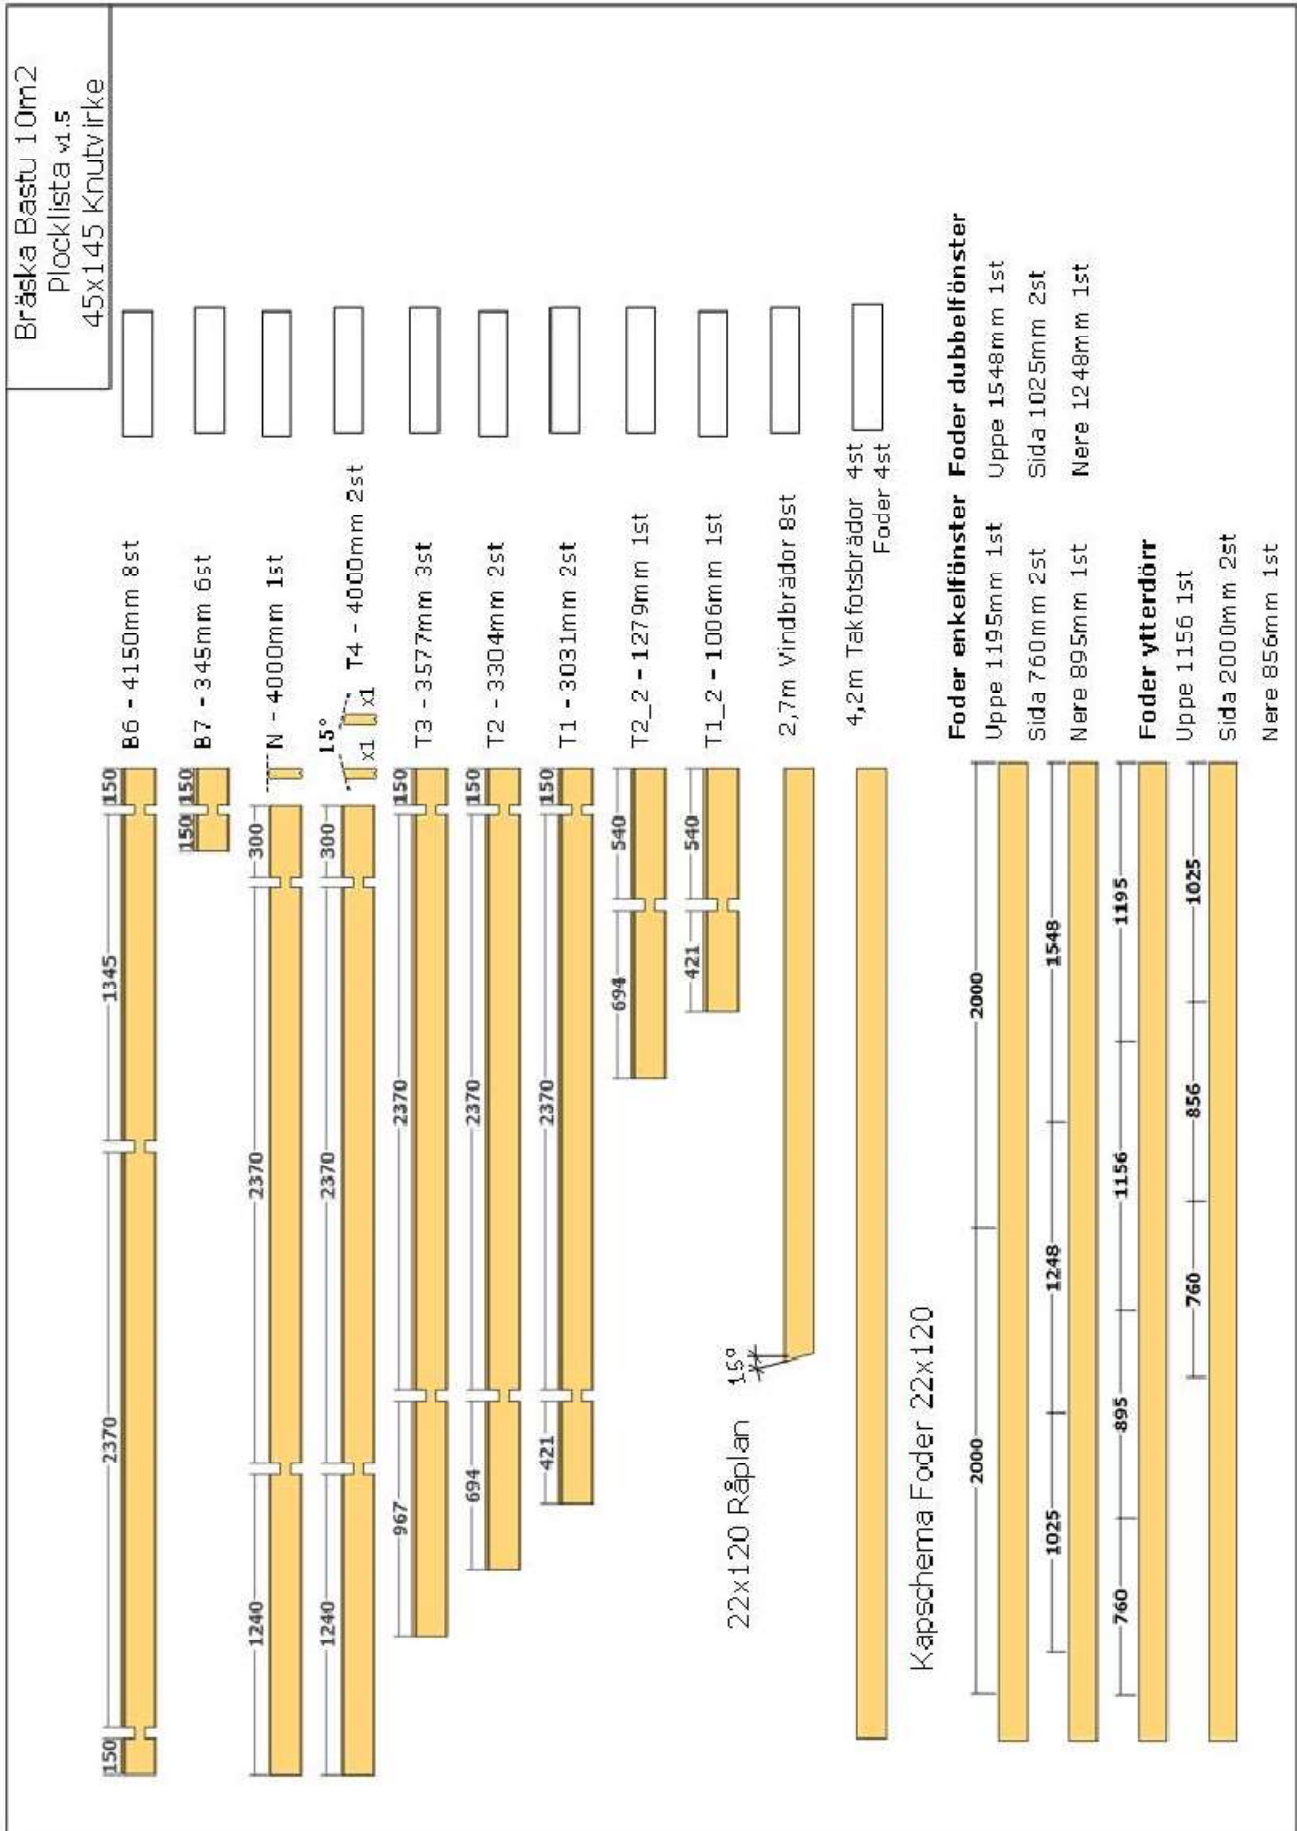 Bräska Bastu 10m2
Plocklista v1.5
45x145 Knutvirke
150 2370 1345 150 B6 - 4150mm 8st
150 150 B7 - 345mm 6st
1240 2370 300 N - 4000mm 1st
1240 2370 300 15° x1 x1 T4 - 4000mm 2st
967 2370 150 T3 - 3577mm 3st
694 2370 150 T2 - 3304mm 2st
421 2370 150 T1 - 3031mm 2st
694 540 T2_2 - 1279mm 1st
421 540 T1_2 - 1006mm 1st
22x120 Råplan 15° 2,7m Vindbrädor 8st
4,2m Takfotsbrädor 4st
Foder 4st
Kapschema Foder 22x120
2000 2000
1025 1248 1548
760 895 1156 1195
760 856 1025
Foder enkelfönster
Uppe 1195mm 1st
Sida 760mm 2st
Nere 895mm 1st
Foder dubbelfönster
Uppe 1548mm 1st
Sida 1025mm 2st
Nere 1248mm 1st
Foder ytterdörr
Uppe 1156 1st
Sida 2000mm 2st
Nere 856mm 1st